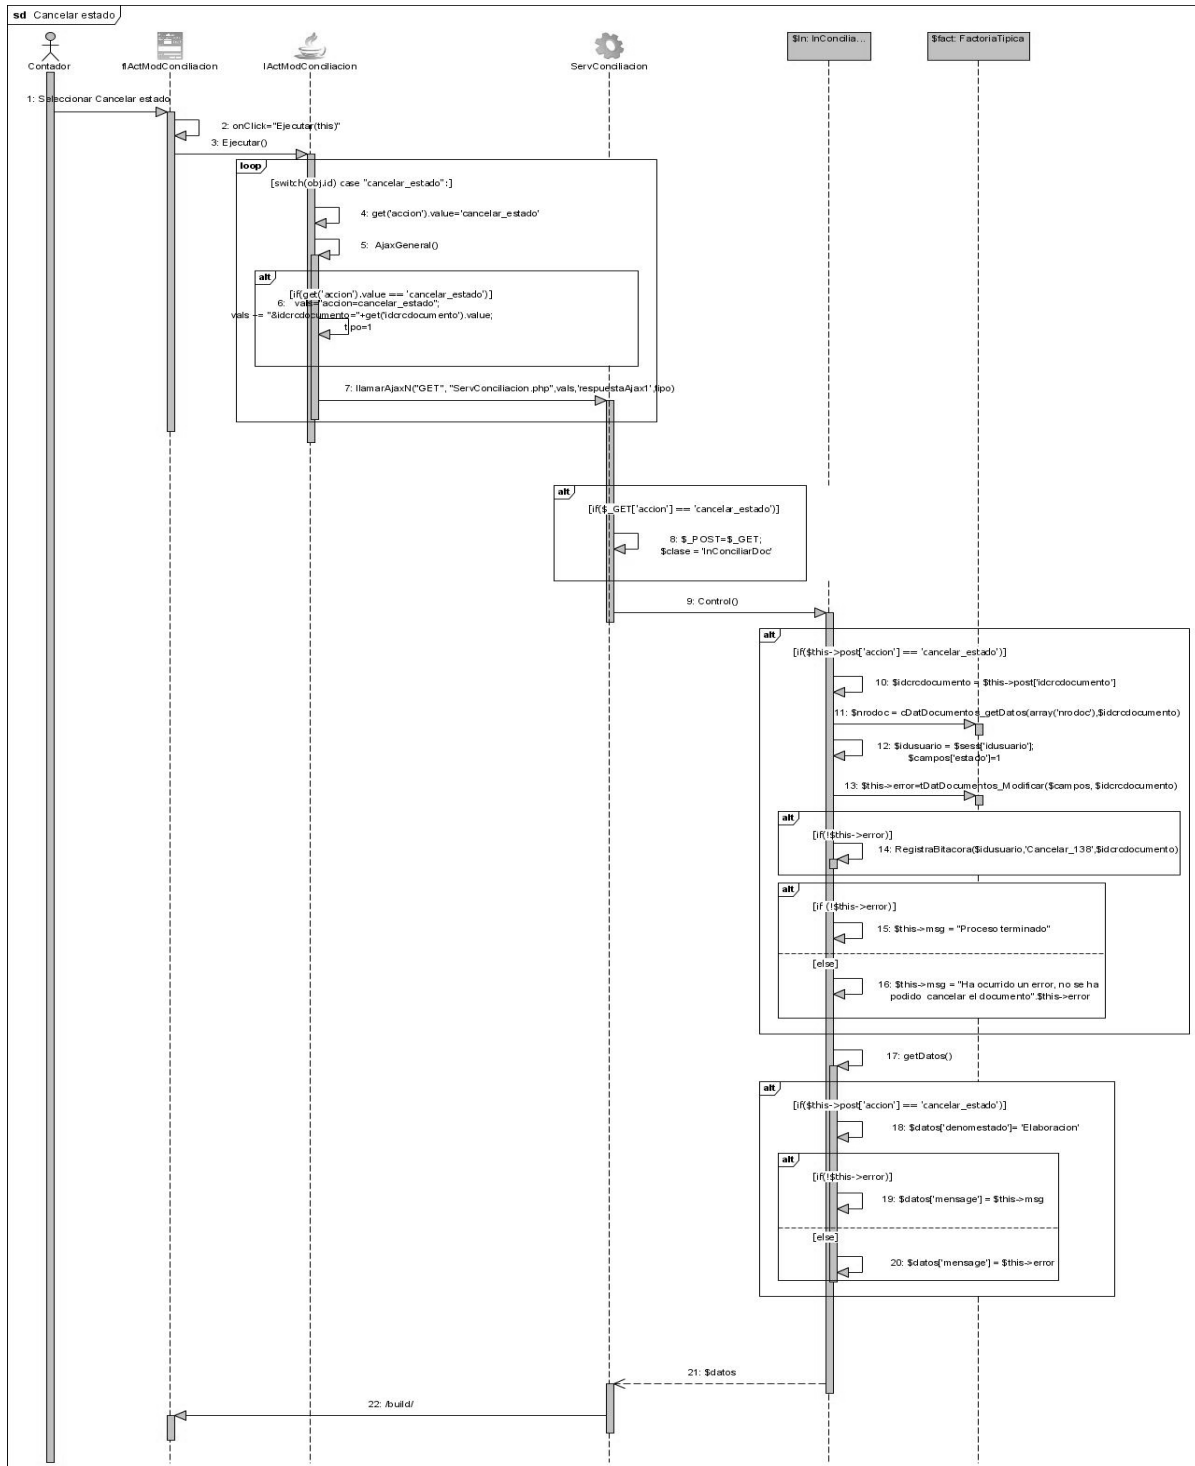 sd Cancelar estado
Contador
flActModConciliacion
lActModConciliacion
ServConciliacion
$In: InConcilia...
$fact: FactoriaTipica
1: Seleccionar Cancelar estado
2: onClick="Ejecutar(this)"
3: Ejecutar()
loop
[switch(obj.id) case "cancelar_estado":]
4: get('accion').value='cancelar_estado'
5: AjaxGeneral()
alt
[if(get('accion').value == 'cancelar_estado')]
6: vals="accion=cancelar_estado";
vals += "&idcrcdocumento="+get('idcrcdocumento').value;
tipo=1
7: llamarAjaxN("GET", "ServConciliacion.php",vals,'respuestaAjax1',tipo)
alt
[if($_GET['accion'] == 'cancelar_estado')]
8: $_POST=$_GET;
$clase = 'InConciliarDoc'
9: Control()
alt
[if($this->post['accion'] == 'cancelar_estado')]
10: $idcrcdocumento = $this->post['idcrcdocumento']
11: $nrodoc = cDatDocumentos_getDatos(array('nrodoc'),$idcrcdocumento)
12: $idusuario = $sess['idusuario'];
$campos['estado']=1
13: $this->error=tDatDocumentos_Modificar($campos, $idcrcdocumento)
alt
[if(!$this->error)]
14: RegistraBitacora($idusuario,'Cancelar_138',$idcrcdocumento)
alt
[if (!$this->error)]
15: $this->msg = "Proceso terminado"
[else]
16: $this->msg = "Ha ocurrido un error, no se ha
podido cancelar el documento".$this->error
17: getDatos()
alt
[if($this->post['accion'] == 'cancelar_estado')]
18: $datos['denomestado']= 'Elaboracion'
alt
[if(!$this->error)]
19: $datos['mensage'] = $this->msg
[else]
20: $datos['mensage'] = $this->error
21: $datos
22: /build/